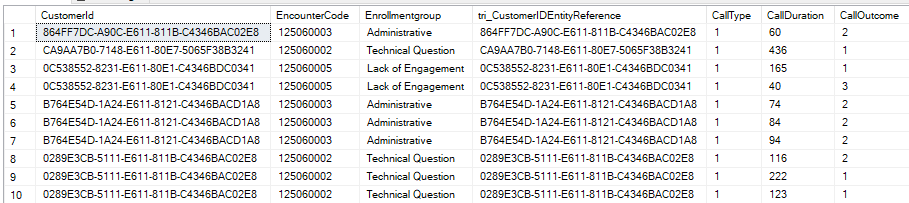 CustomerId EncounterCode Enrollmentgroup tri_CustomerIDEntityReference CallType CallDuration CallOutcome
1 864FF7DC-A90C-E611-811B-C4346BAC02E8 125060003 Administrative 864FF7DC-A90C-E611-811B-C4346BAC02E8 1 60 2
2 CA9AA7B0-7148-E611-80E7-5065F38B3241 125060002 Technical Question CA9AA7B0-7148-E611-80E7-5065F38B3241 1 436 1
3 0C538552-8231-E611-80E1-C4346BDC0341 125060005 Lack of Engagement 0C538552-8231-E611-80E1-C4346BDC0341 1 165 1
4 0C538552-8231-E611-80E1-C4346BDC0341 125060005 Lack of Engagement 0C538552-8231-E611-80E1-C4346BDC0341 1 40 3
5 B764E54D-1A24-E611-8121-C4346BACD1A8 125060003 Administrative B764E54D-1A24-E611-8121-C4346BACD1A8 1 74 2
6 B764E54D-1A24-E611-8121-C4346BACD1A8 125060003 Administrative B764E54D-1A24-E611-8121-C4346BACD1A8 1 84 2
7 B764E54D-1A24-E611-8121-C4346BACD1A8 125060003 Administrative B764E54D-1A24-E611-8121-C4346BACD1A8 1 94 2
8 0289E3CB-5111-E611-811B-C4346BAC02E8 125060002 Technical Question 0289E3CB-5111-E611-811B-C4346BAC02E8 1 116 2
9 0289E3CB-5111-E611-811B-C4346BAC02E8 125060002 Technical Question 0289E3CB-5111-E611-811B-C4346BAC02E8 1 222 1
10 0289E3CB-5111-E611-811B-C4346BAC02E8 125060002 Technical Question 0289E3CB-5111-E611-811B-C4346BAC02E8 1 123 1